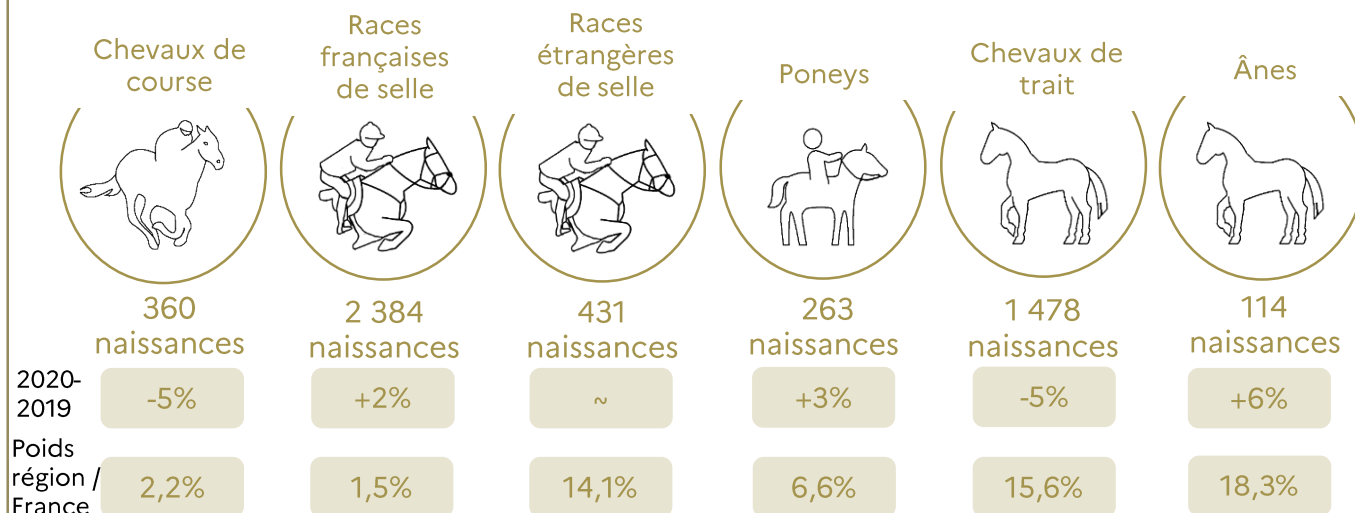 Chevaux de
course
Races
françaises
de selle
Races
étrangères
de selle
Poneys
Chevaux de
trait
Ânes
360
naissances
2 384
naissances
431
naissances
263
naissances
1 478
naissances
114
naissances
2020-
2019
-5%
+2%
~
+3%
-5%
+6%
Poids
région /
France
2,2%
1,5%
14,1%
6,6%
15,6%
18,3%